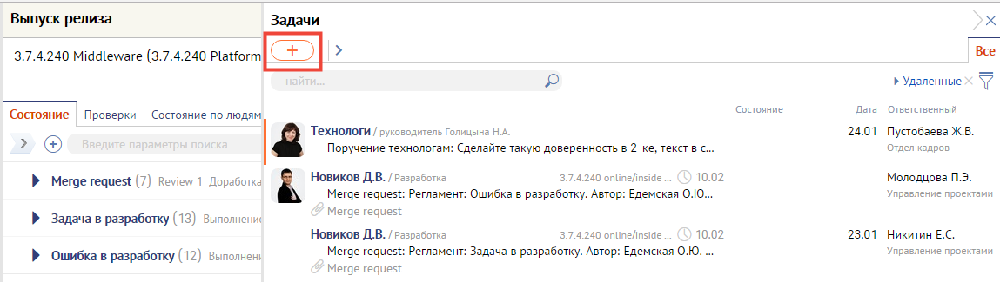 Выпуск релиза
3.7.4.240 Middleware (3.7.4.240 Platform
Состояние Проверки Состояние по людям
Введите параметры поиска
Merge request (7) Review 1 Доработка
Задача в разработку (13) Выполнение
Ошибка в разработку (12) Выполнени
Задачи
Все
найти...
Удаленные
Состояние Дата Ответственный
Технологи / руководитель Голицына Н.А. 24.01 Пустобаева Ж.В.
Поручение технологам: Сделайте такую доверенность в 2-ке, текст в с... Отдел кадров
Новиков Д.В. / Разработка 3.7.4.240 online/inside ... 10.02 Молодцова П.Э.
Merge request: Регламент: Ошибка в разработку. Автор: Едемская О.Ю... Управление проектами
Merge request
Новиков Д.В. / Разработка 3.7.4.240 online/inside ... 10.02 23.01 Никитин Е.С.
Merge request: Регламент: Задача в разработку. Автор: Едемская О.Ю. ... Управление проектами
Merge request